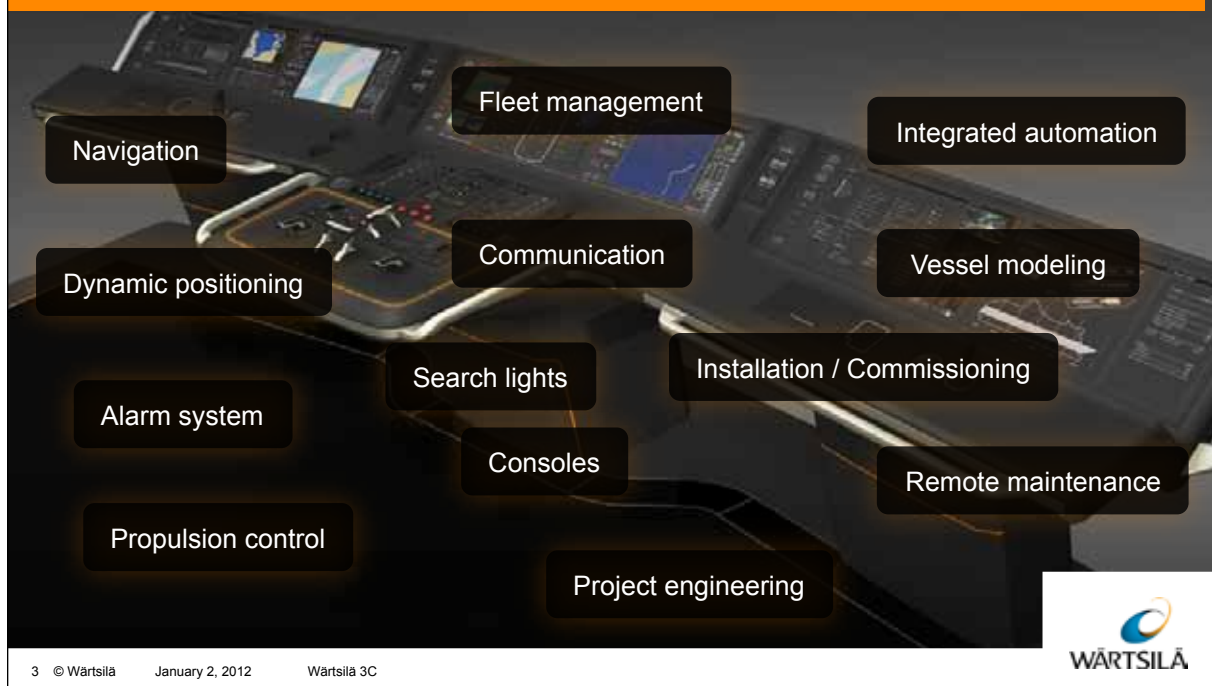 Fleet management
Integrated automation
Navigation
Communication
Vessel modeling
Dynamic positioning
Installation / Commissioning
Search lights
Alarm system
Consoles
Remote maintenance
Propulsion control
Project engineering
WÄRTSILÄ
3 © Wärtsilä January 2, 2012 Wärtsilä 3C